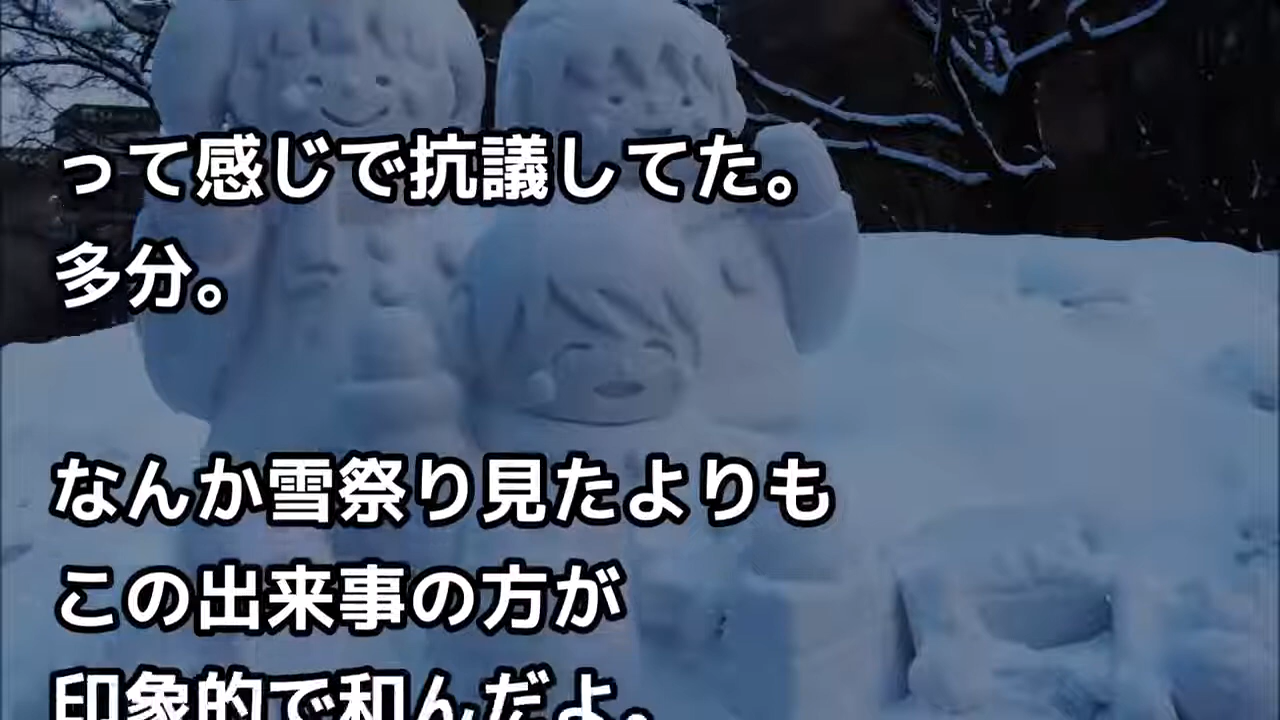 って感じで抗議してた。
多分。
なんか雪祭り見たよりも
この出来事の方が
印象的で和んだよ。